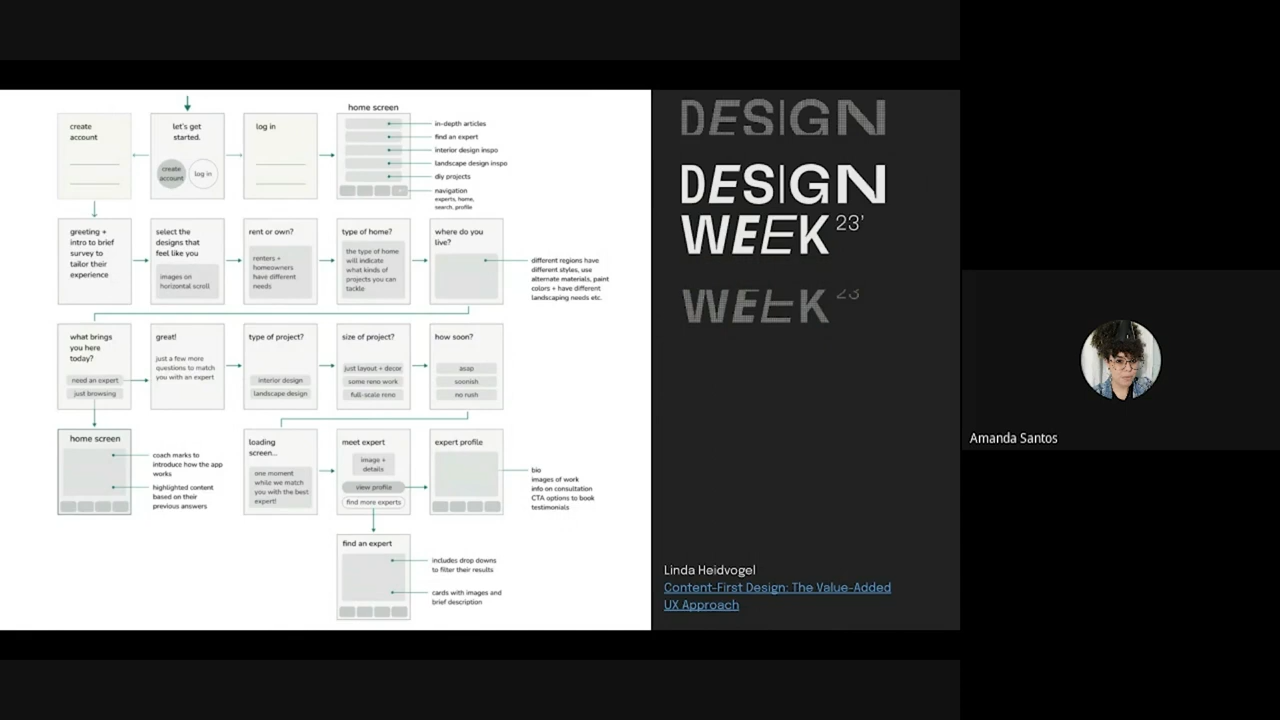 home screen
create
account
let's get
started.
create
account
log in
log in
in-depth articles
find an expert
interior design inspo
landscape design inspo
diy projects
navigation
experts, home,
search, profile
greeting +
intro to brief
survey to
tailor their
experience
select the
designs that
feel like you
images on
horizontal scroll
rent or own?
renters +
homeowners
have different
needs
type of home?
the type of home
will indicate
what kinds of
projects you can
tackle
where do you
live?
different regions have
different styles, use
alternate materials, paint
colors + have different
landscaping needs etc.
what brings
you here
today?
need an expert
just browsing
great!
just a few more
questions to match
you with an expert
type of project?
interior design
landscape design
size of project?
just layout + decor
some reno work
full-scale reno
how soon?
asap
soonish
no rush
home screen
coach marks to
introduce how the app
works
highlighted content
based on their
previous answers
loading
screen...
one moment
while we match
you with the best
expert!
meet expert
image +
details
view profile
find more experts
expert profile
bio
images of work
info on consultation
CTA options to book
testimonials
find an expert
includes drop downs
to filter their results
cards with images and
brief description
DESIGN
DESIGN
WEEK 23'
WEEK 23
Linda Heidvogel
Content-First Design: The Value-Added
UX Approach
Amanda Santos